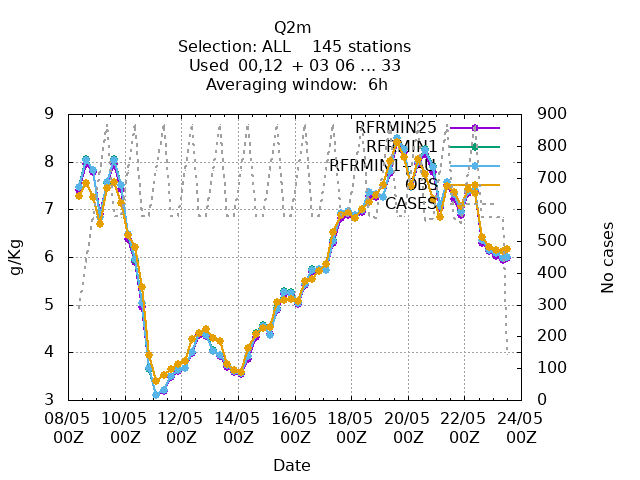 Q2m
Selection: ALL 145 stations
Used 00,12 + 03 06 ... 33
Averaging window: 6h
RFRMIN25
RFRMIN1
OBS
CASES
g/Kg
No cases
9
8
7
6
5
4
3
900
800
700
600
500
400
300
200
100
0
08/05 10/05 12/05 14/05 16/05 18/05 20/05 22/05 24/05
00Z 00Z 00Z 00Z 00Z 00Z 00Z 00Z 00Z
Date